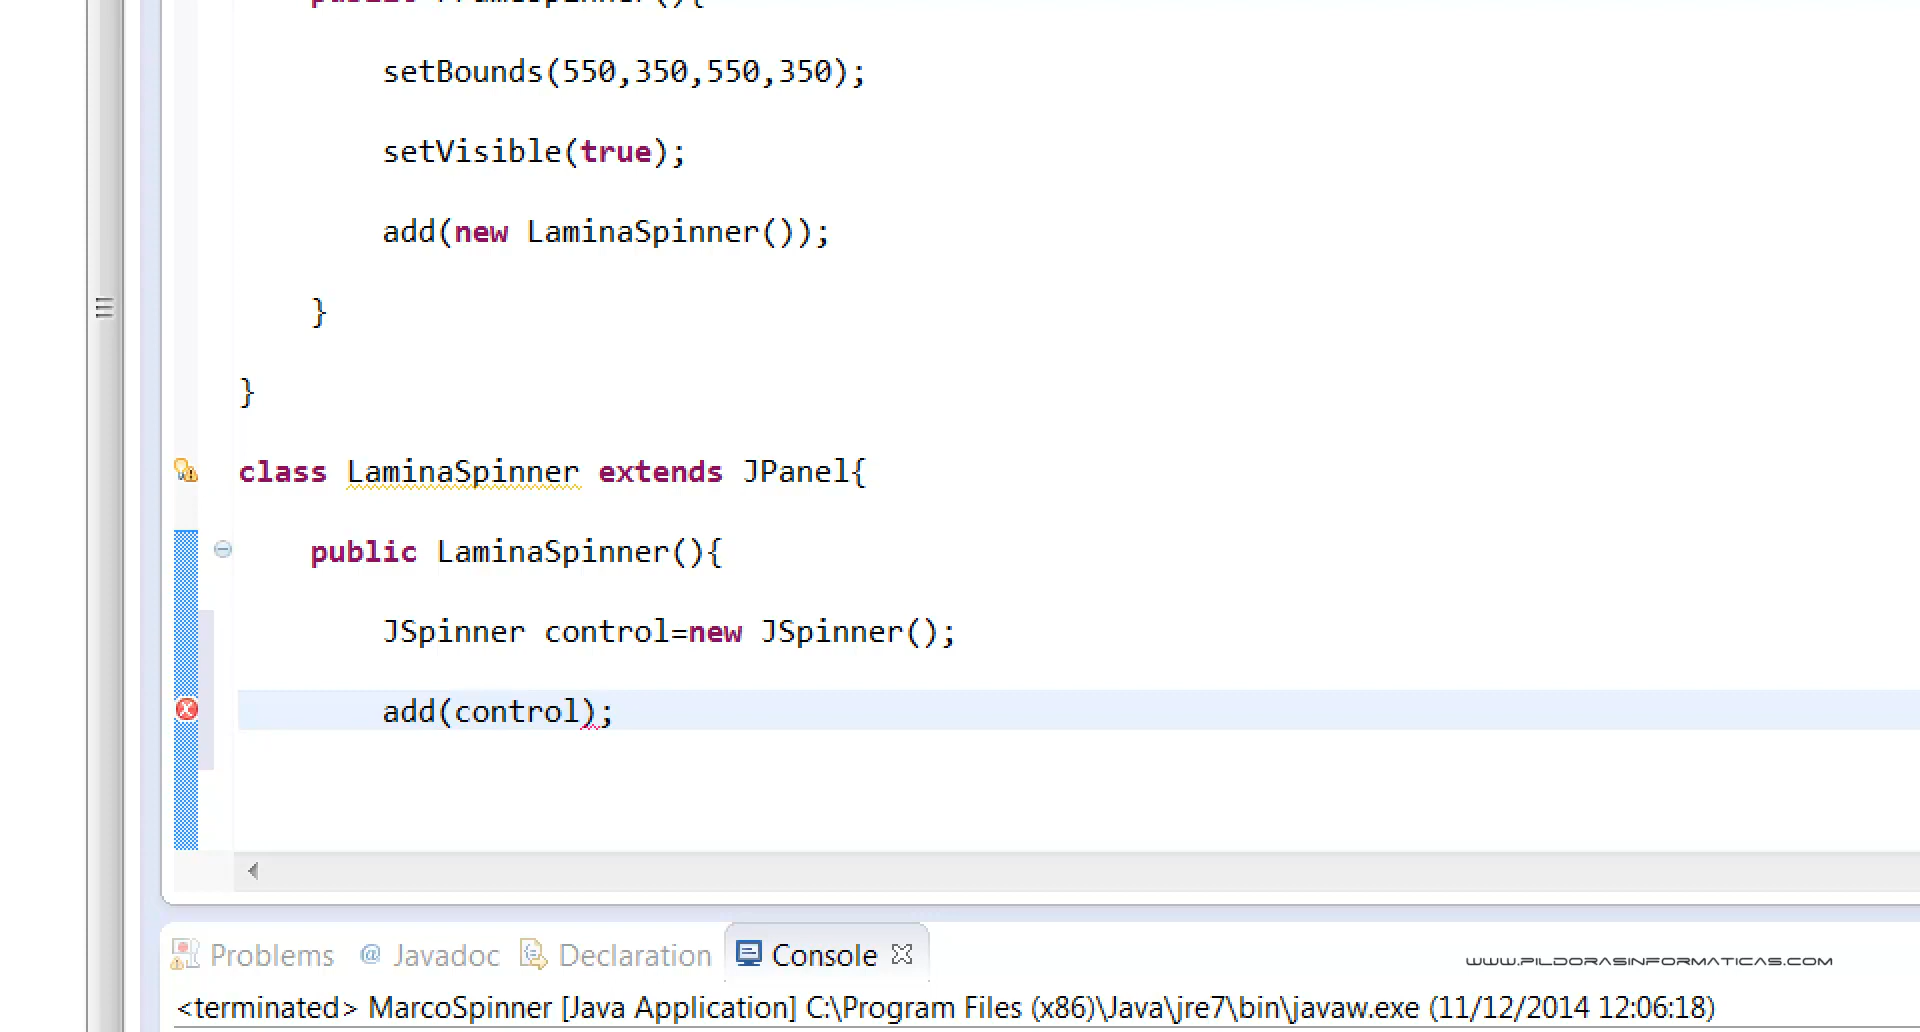 setBounds(550,350,550,350);
setVisible(true);
add(new LaminaSpinner());
}
}
class LaminaSpinner extends JPanel{
public LaminaSpinner(){
JSpinner control=new JSpinner();
add(control);
Problems @ Javadoc Declaration Console
WWW.PILDORASINFORMATICAS.COM
<terminated> MarcoSpinner [Java Application] C:\Program Files (x86)\Java\jre7\bin\javaw.exe (11/12/2014 12:06:18)